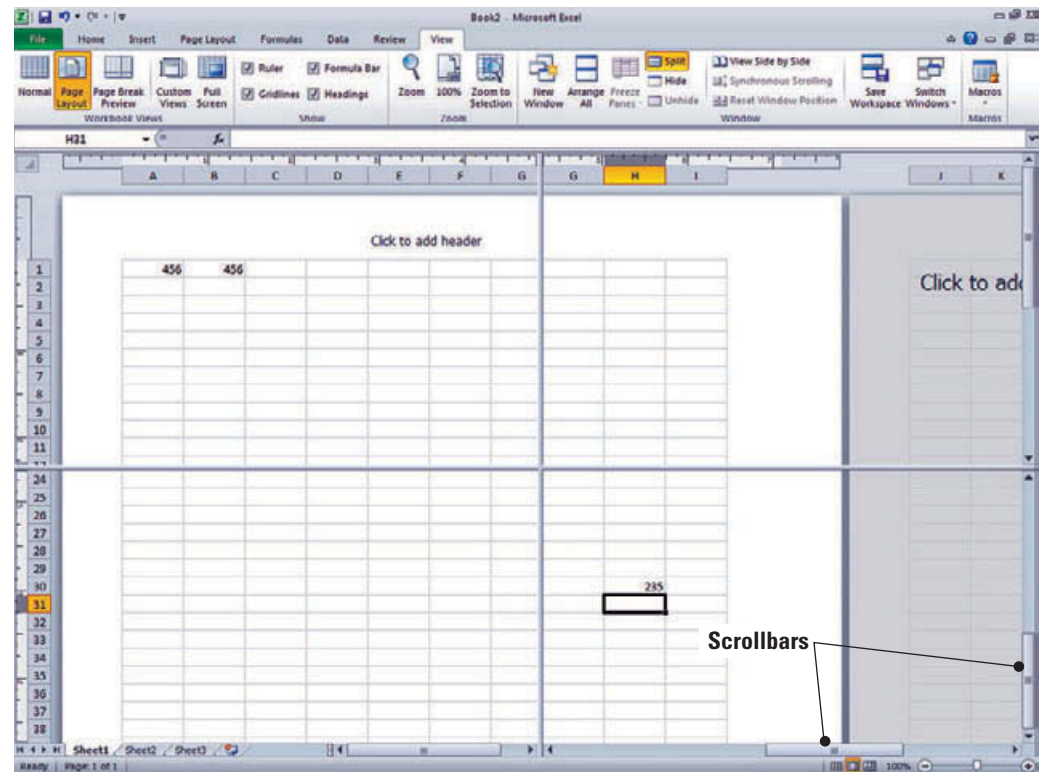 Book2 - Microsoft Excel
File Home Insert Page Layout Formulas Data Review View
Ruler Formula Bar Split View Side by Side
Hide Synchronous Scrolling
Normal Page Page Break Custom Full Gridlines Headings Zoom 100% Zoom to New Arrange Freeze Unhide Reset Window Position Save Switch Macros
Layout Preview Views Screen Selection Window All Panes Workspace Windows
Workbook Views Show Zoom Window Macros
H31 fx
A B C D E F G G H I J K
Click to add header
1 456 456
2 Click to add
3
4
5
6
7
8
9
10
11
24
25
26
27
28
29
30 235
31
32
33 Scrollbars
34
35
36
37
38
Sheet1 Sheet2 Sheet3
Ready Page: 1 of 1 100%